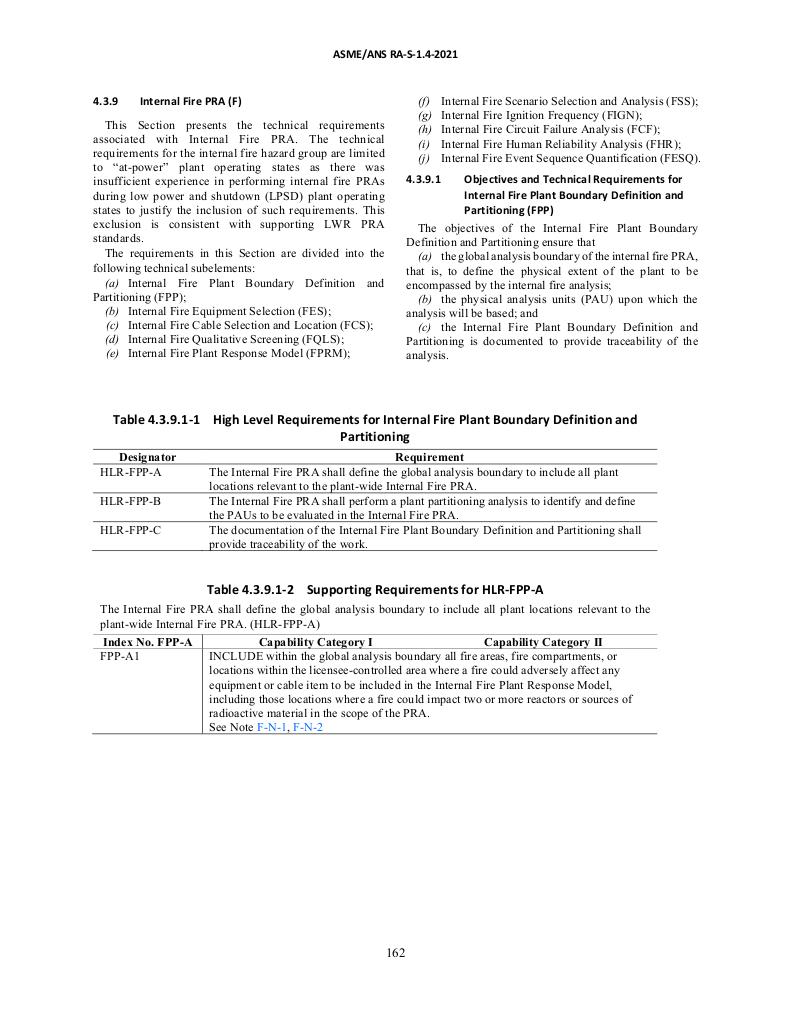 ASME/ANS RA-S-1.4-2021
4.3.9 Internal Fire PRA (F)
This Section presents the technical requirements
associated with Internal Fire PRA. The technical
requirements for the internal fire hazard group are limited
to “at-power” plant operating states as there was
insufficient experience in performing internal fire PRAs
during low power and shutdown (LPSD) plant operating
states to justify the inclusion of such requirements. This
exclusion is consistent with supporting LWR PRA
standards.
The requirements in this Section are divided into the
following technical subelements:
(a) Internal Fire Plant Boundary Definition and
Partitioning (FPP);
(b) Internal Fire Equipment Selection (FES);
(c) Internal Fire Cable Selection and Location (FCS);
(d) Internal Fire Qualitative Screening (FQLS);
(e) Internal Fire Plant Response Model (FPRM);
(f) Internal Fire Scenario Selection and Analysis (FSS);
(g) Internal Fire Ignition Frequency (FIGN);
(h) Internal Fire Circuit Failure Analysis (FCF);
(i) Internal Fire Human Reliability Analysis (FHR);
(j) Internal Fire Event Sequence Quantification (FESQ).
4.3.9.1 Objectives and Technical Requirements for
Internal Fire Plant Boundary Definition and
Partitioning (FPP)
The objectives of the Internal Fire Plant Boundary
Definition and Partitioning ensure that
(a) the global analysis boundary of the internal fire PRA,
that is, to define the physical extent of the plant to be
encompassed by the internal fire analysis;
(b) the physical analysis units (PAU) upon which the
analysis will be based; and
(c) the Internal Fire Plant Boundary Definition and
Partitioning is documented to provide traceability of the
analysis.
Table 4.3.9.1-1 High Level Requirements for Internal Fire Plant Boundary Definition and
Partitioning
Designator Requirement
HLR-FPP-A The Internal Fire PRA shall define the global analysis boundary to include all plant
locations relevant to the plant-wide Internal Fire PRA.
HLR-FPP-B The Internal Fire PRA shall perform a plant partitioning analysis to identify and define
the PAUs to be evaluated in the Internal Fire PRA.
HLR-FPP-C The documentation of the Internal Fire Plant Boundary Definition and Partitioning shall
provide traceability of the work.
Table 4.3.9.1-2 Supporting Requirements for HLR-FPP-A
The Internal Fire PRA shall define the global analysis boundary to include all plant locations relevant to the
plant-wide Internal Fire PRA. (HLR-FPP-A)
Index No. FPP-A Capability Category I Capability Category II
FPP-A1 INCLUDE within the global analysis boundary all fire areas, fire compartments, or
locations within the licensee-controlled area where a fire could adversely affect any
equipment or cable item to be included in the Internal Fire Plant Response Model,
including those locations where a fire could impact two or more reactors or sources of
radioactive material in the scope of the PRA.
See Note F-N-1, F-N-2
162